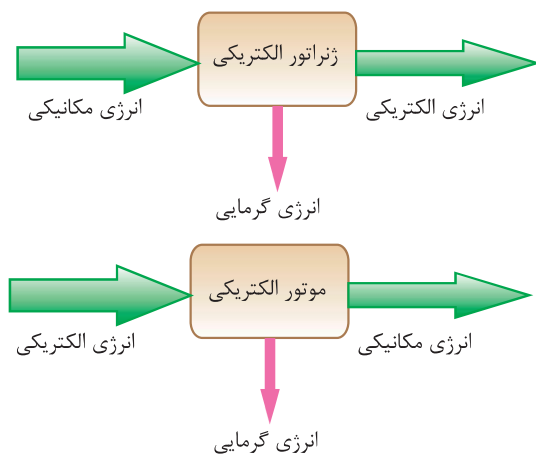 ژنراتور الکتریکی
انرژی مکانیکی
انرژی الکتریکی
انرژی گرمایی
موتور الکتریکی
انرژی الکتریکی
انرژی مکانیکی
انرژی گرمایی